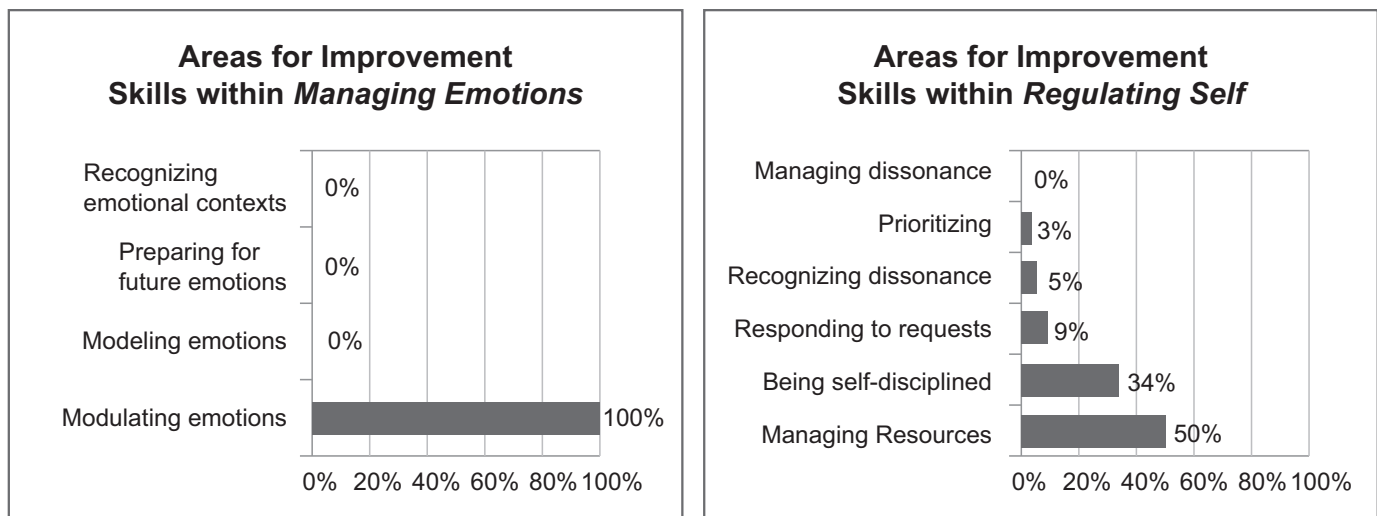 Areas for Improvement
Skills within Managing Emotions
Recognizing
emotional contexts
0%
Preparing for
future emotions
0%
Modeling emotions
0%
Modulating emotions
100%
0% 20% 40% 60% 80% 100%
Areas for Improvement
Skills within Regulating Self
Managing dissonance
0%
Prioritizing
3%
Recognizing dissonance
5%
Responding to requests
9%
Being self-disciplined
34%
Managing Resources
50%
0% 20% 40% 60% 80% 100%